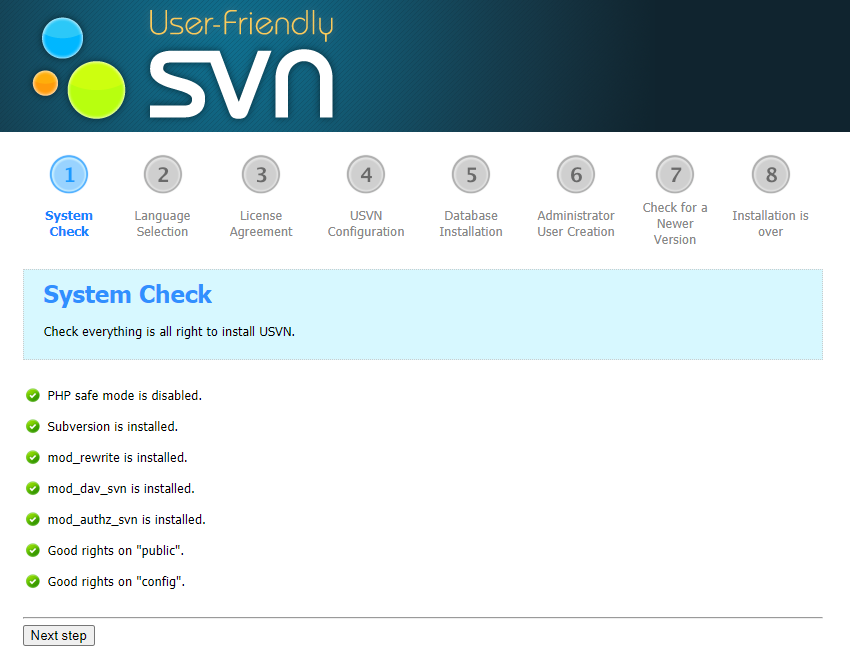 User-Friendly
SVN
1
2
3
4
5
6
7
8
System
Check
Language
Selection
License
Agreement
USVN
Configuration
Database
Installation
Administrator
User Creation
Check for a
Newer
Version
Installation is
over
System Check
Check everything is all right to install USVN.
PHP safe mode is disabled.
Subversion is installed.
mod_rewrite is installed.
mod_dav_svn is installed.
mod_authz_svn is installed.
Good rights on "public".
Good rights on "config".
Next step